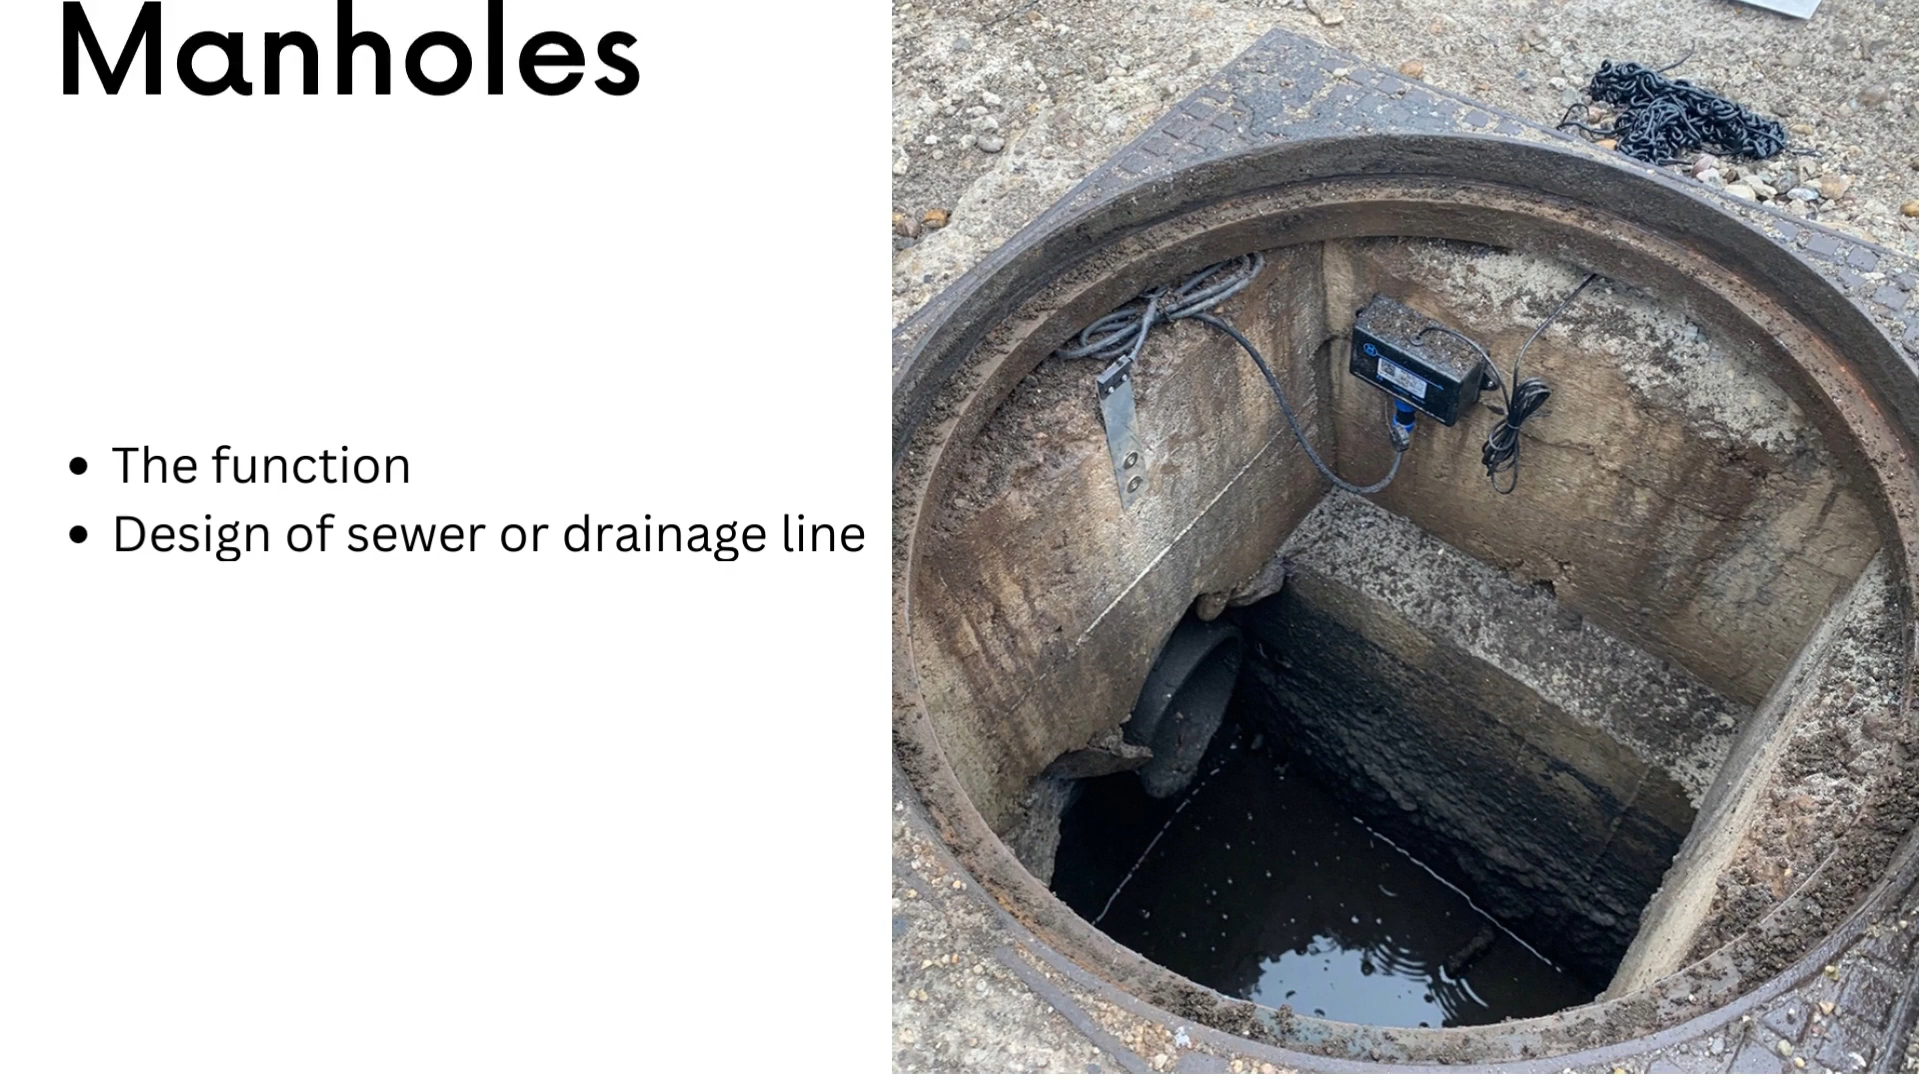 Manholes
The function
Design of sewer or drainage line